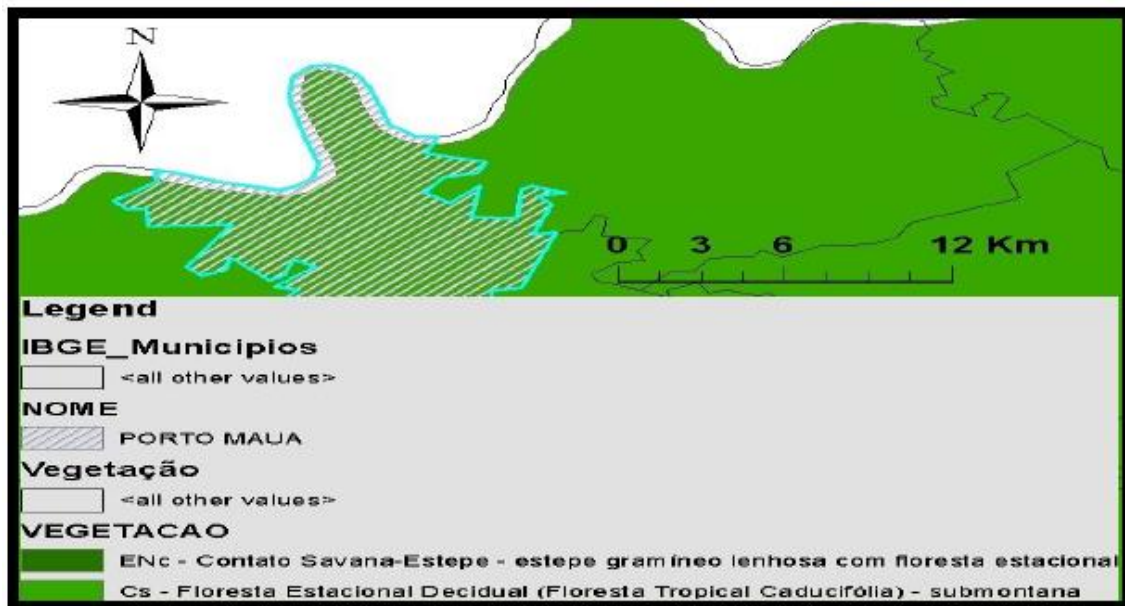 N
0 3 6 12 Km
Legend
IBGE_Municipios
<all other values>
NOME
PORTO MAUA
Vegetação
<all other values>
VEGETACAO
ENc - Contato Savana-Estepe - estepe gramíneo lenhosa com floresta estacional
Cs - Floresta Estacional Decidual (Floresta Tropical Caducifólia) - submontana